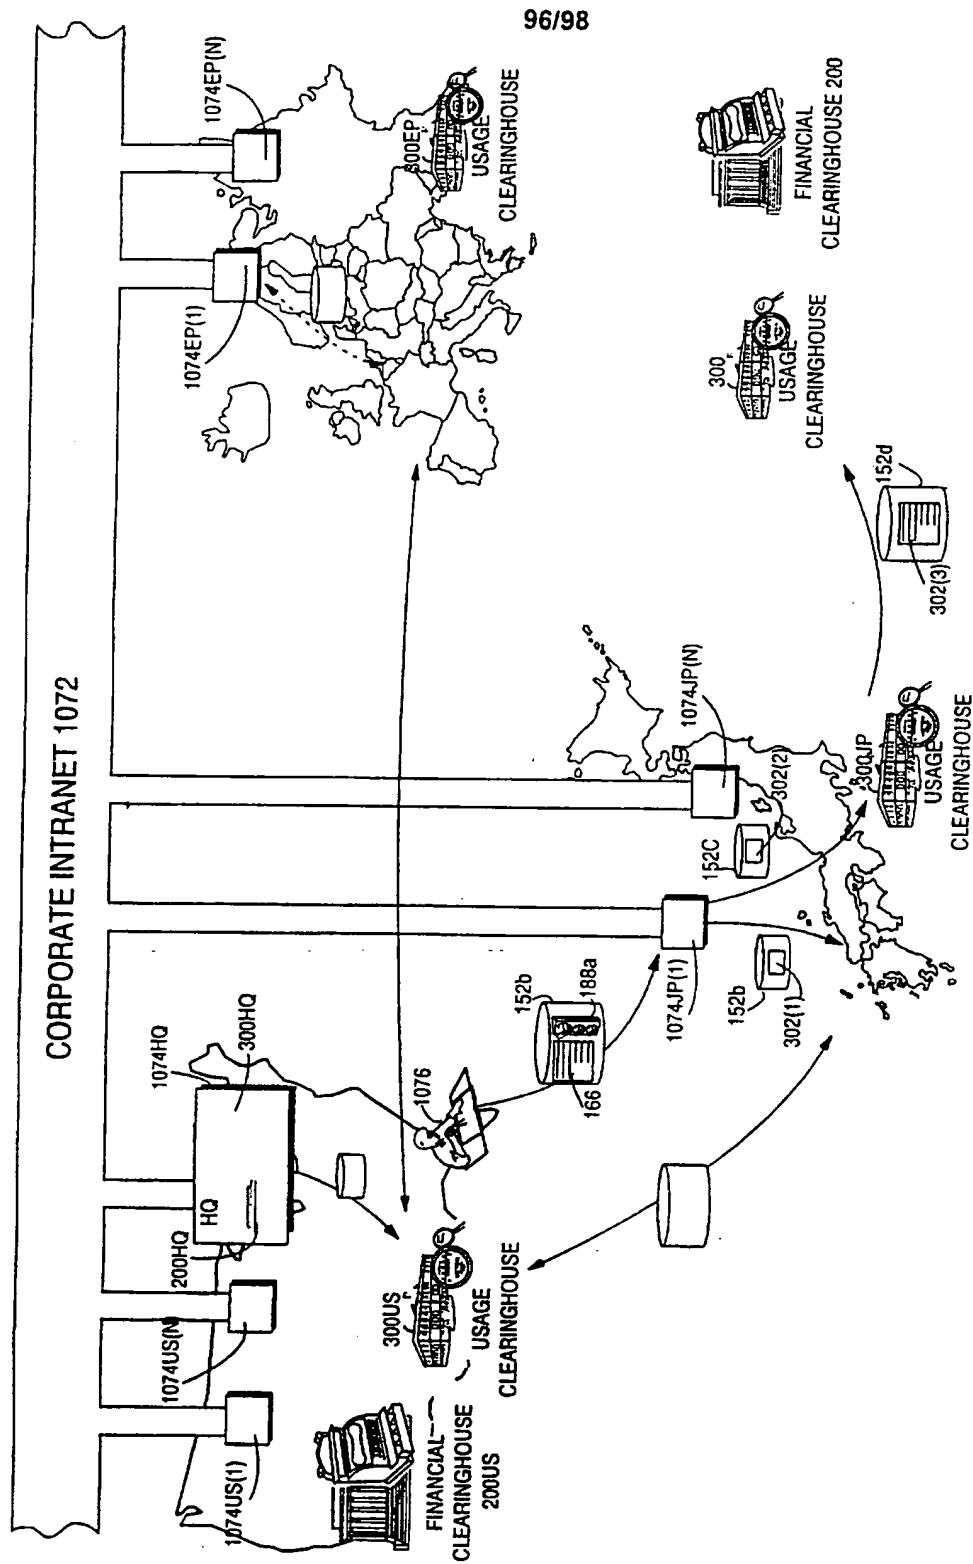 96/98
CORPORATE INTRANET 1072
1074US(1)
1074US(N)
200HQ
HQ
1074HQ
300HQ
1074EP(1)
1074EP(N)
300EP
USAGE
CLEARINGHOUSE
FINANCIAL
CLEARINGHOUSE
200US
300US
USAGE
CLEARINGHOUSE
1076
152b
188a
166
1074JP(1)
1074JP(N)
152C
302(2)
152b
302(1)
300JP
USAGE
CLEARINGHOUSE
152d
302(3)
300
USAGE
CLEARINGHOUSE
FINANCIAL
CLEARINGHOUSE 200